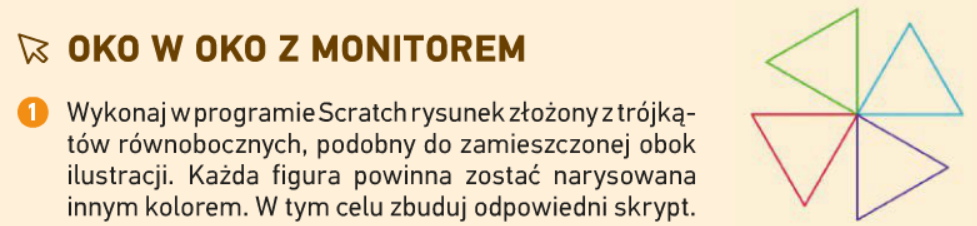 OKO W OKO Z MONITOREM
1 Wykonaj w programie Scratch rysunek złożony z trójką-
tów równobocznych, podobny do zamieszczonej obok
ilustracji. Każda figura powinna zostać narysowana
innym kolorem. W tym celu zbuduj odpowiedni skrypt.